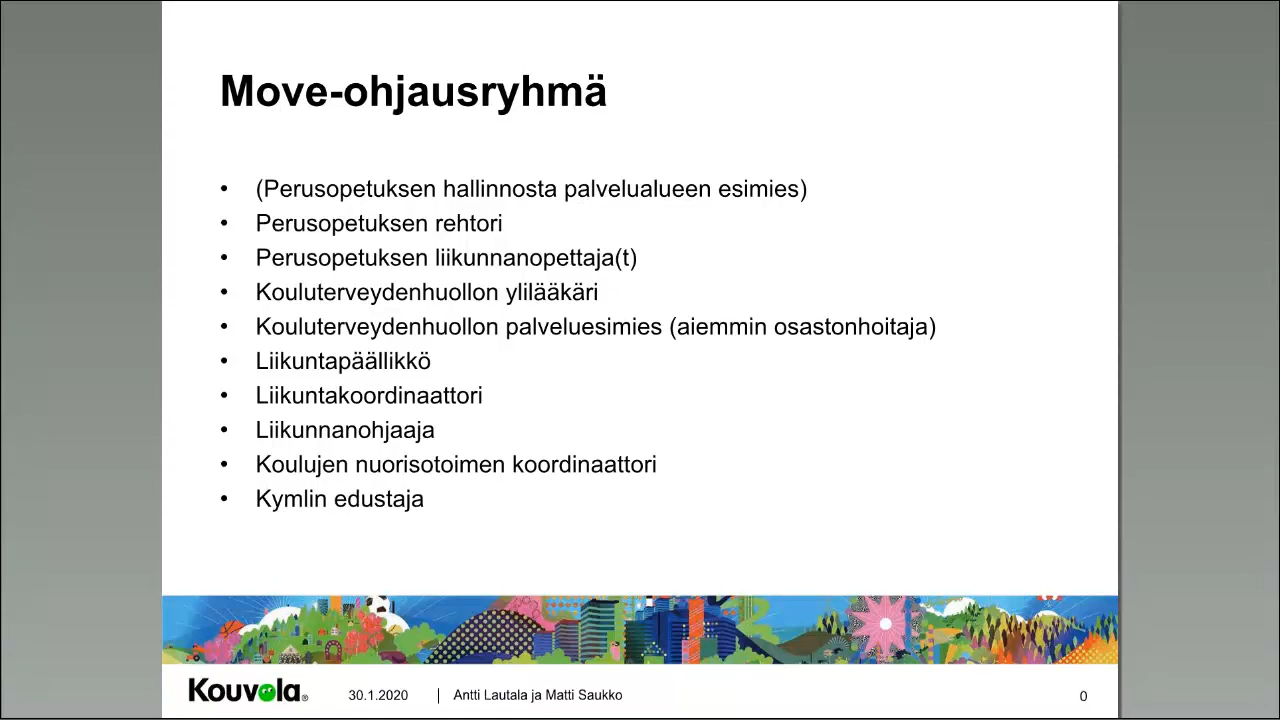 Move-ohjausryhmä
• (Perusopetuksen hallinnosta palvelualueen esimies)
• Perusopetuksen rehtori
• Perusopetuksen liikunnanopettaja(t)
• Kouluterveydenhuollon ylilääkäri
• Kouluterveydenhuollon palveluesimies (aiemmin osastonhoitaja)
• Liikuntapäällikkö
• Liikuntakoordinaattori
• Liikunnanohjaaja
• Koulujen nuorisotoimen koordinaattori
• Kymlin edustaja
Kouvola® 30.1.2020 | Antti Lautala ja Matti Saukko 0